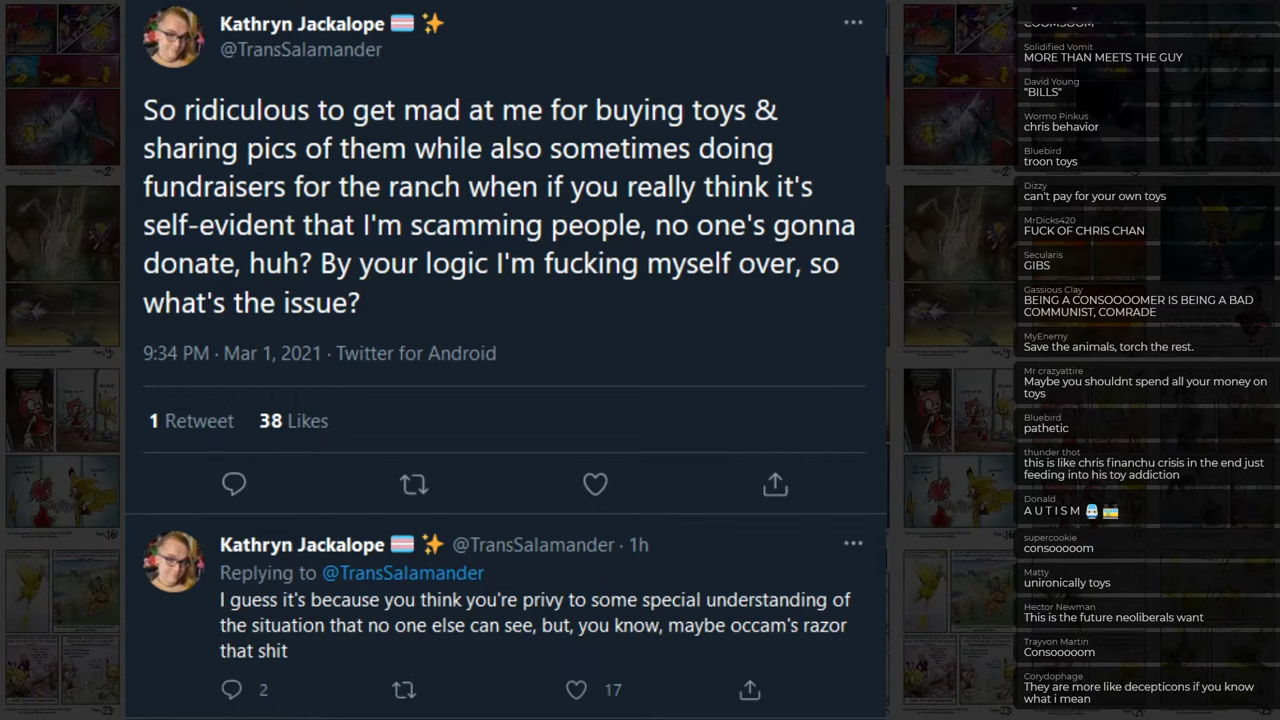 Kathryn Jackalope
@TransSalamander
So ridiculous to get mad at me for buying toys &
sharing pics of them while also sometimes doing
fundraisers for the ranch when if you really think it's
self-evident that I'm scamming people, no one's gonna
donate, huh? By your logic I'm fucking myself over, so
what's the issue?
9:34 PM · Mar 1, 2021 · Twitter for Android
1 Retweet 38 Likes
Kathryn Jackalope @TransSalamander · 1h
Replying to @TransSalamander
I guess it's because you think you're privy to some special understanding of
the situation that no one else can see, but, you know, maybe occam's razor
that shit
2 17
COOMSOOM
Solidified Vomit
MORE THAN MEETS THE GUY
David Young
"BILLS"
Wormo Pinkus
chris behavior
Bluebird
troon toys
Dizzy
can't pay for your own toys
MrDicks420
FUCK OF CHRIS CHAN
Secularis
GIBS
Gassious Clay
BEING A CONSOOOOMER IS BEING A BAD
COMMUNIST, COMRADE
MyEnemy
Save the animals, torch the rest.
Mr crazyattire
Maybe you shouldnt spend all your money on
toys
Bluebird
pathetic
thunder thot
this is like chris financhu crisis in the end just
feeding into his toy addiction
Donald
A U T I S M
supercookie
consooooom
Matty
unironically toys
Hector Newman
This is the future neoliberals want
Trayvon Martin
Consooooom
Corydophage
They are more like decepticons if you know
what i mean